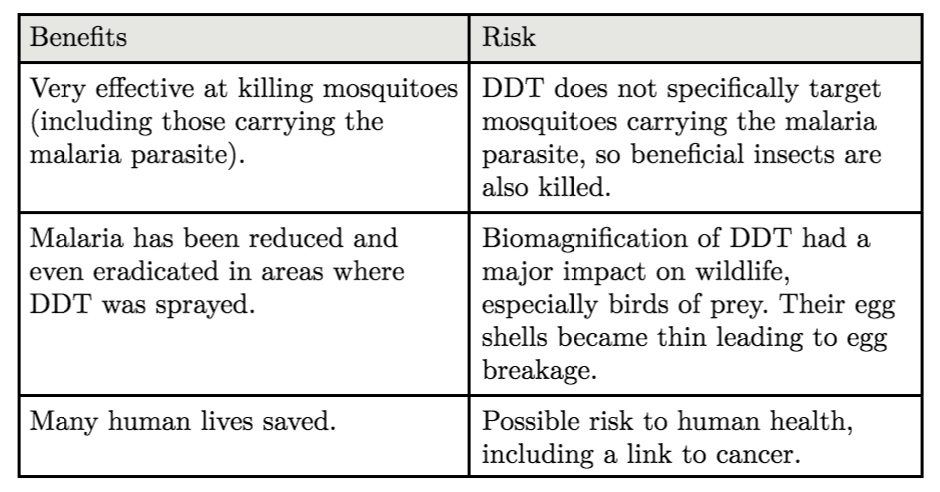 Benefits
Risk
Very effective at killing mosquitoes
(including those carrying the
malaria parasite).
DDT does not specifically target
mosquitoes carrying the malaria
parasite, so beneficial insects are
also killed.
Malaria has been reduced and
even eradicated in areas where
DDT was sprayed.
Biomagnification of DDT had a
major impact on wildlife,
especially birds of prey. Their egg
shells became thin leading to egg
breakage.
Many human lives saved.
Possible risk to human health,
including a link to cancer.